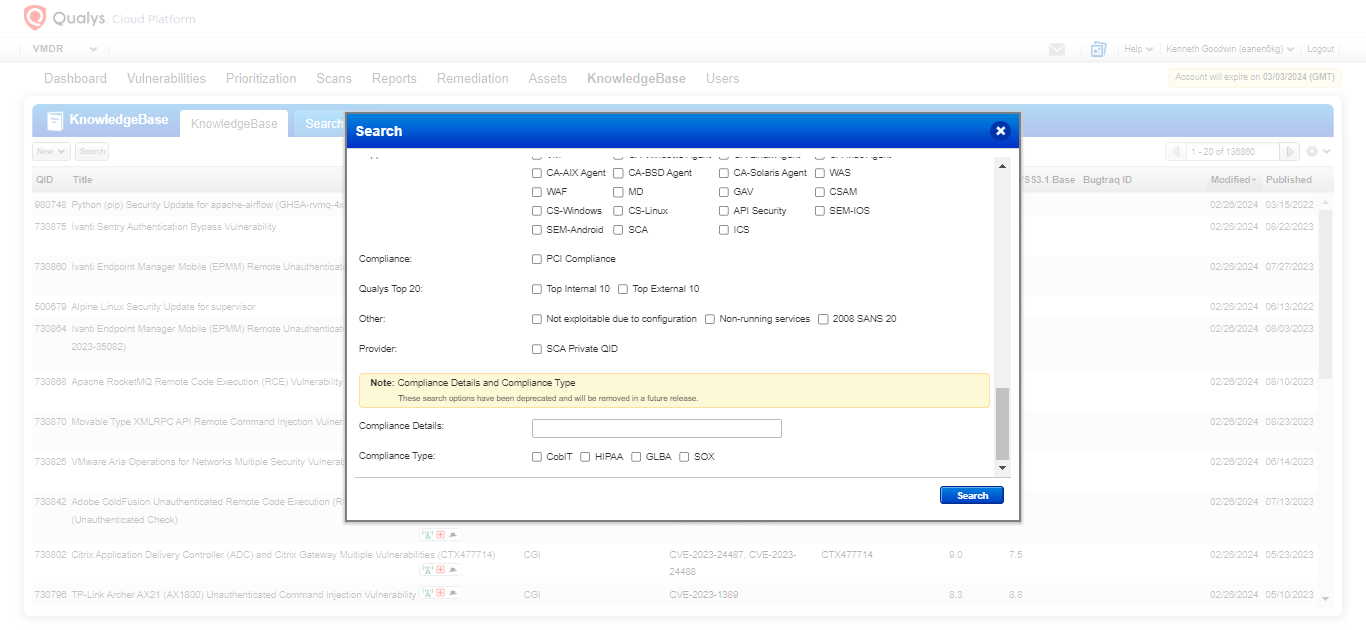 Qualys. Cloud Platform
VMDR
Help
Kenneth Goodwin (eanen6kg)
Logout
Dashboard Vulnerabilities Prioritization Scans Reports Remediation Assets KnowledgeBase Users
Account will expire on 03/03/2024 (GMT)
KnowledgeBase
KnowledgeBase
Search
New
Search
1 - 20 of 136860
QID Title
SS3.1 Base Bugtraq ID Modified Published
980748 Python (pip) Security Update for apache-airflow (GHSA-rvmq-4x
02/26/2024 03/15/2022
730875 Ivanti Sentry Authentication Bypass Vulnerability
02/26/2024 08/22/2023
730860 Ivanti Endpoint Manager Mobile (EPMM) Remote Unauthenticat
02/26/2024 07/27/2023
500679 Alpine Linux Security Update for supervisor
02/26/2024 06/13/2022
730864 Ivanti Endpoint Manager Mobile (EPMM) Remote Unauthenticat
2023-35082)
02/26/2024 08/03/2023
730868 Apache RocketMQ Remote Code Execution (RCE) Vulnerability
02/26/2024 08/10/2023
730870 Movable Type XMLRPC API Remote Command Injection Vulner
02/26/2024 08/23/2023
730825 VMware Aria Operations for Networks Multiple Security Vulnerab
02/26/2024 06/14/2023
730842 Adobe ColdFusion Unauthenticated Remote Code Execution (R
(Unauthenticated Check)
02/26/2024 07/13/2023
730802 Citrix Application Delivery Controller (ADC) and Citrix Gateway Multiple Vulnerabilities (CTX477714) CGI CVE-2023-24487, CVE-2023- CTX477714 9.0 7.5 02/26/2024 05/23/2023
24488
730796 TP-Link Archer AX21 (AX1800) Unauthenticated Command Injection Vulnerability CGI CVE-2023-1389 8.3 8.8 02/26/2024 05/10/2023
Search
CA-AIX Agent CA-BSD Agent CA-Solaris Agent WAS
WAF MD GAV CSAM
CS-Windows CS-Linux API Security SEM-IOS
SEM-Android SCA ICS
Compliance: PCI Compliance
Qualys Top 20: Top Internal 10 Top External 10
Other: Not exploitable due to configuration Non-running services 2008 SANS 20
Provider: SCA Private QID
Note: Compliance Details and Compliance Type
These search options have been deprecated and will be removed in a future release.
Compliance Details:
Compliance Type: CobIT HIPAA GLBA SOX
Search